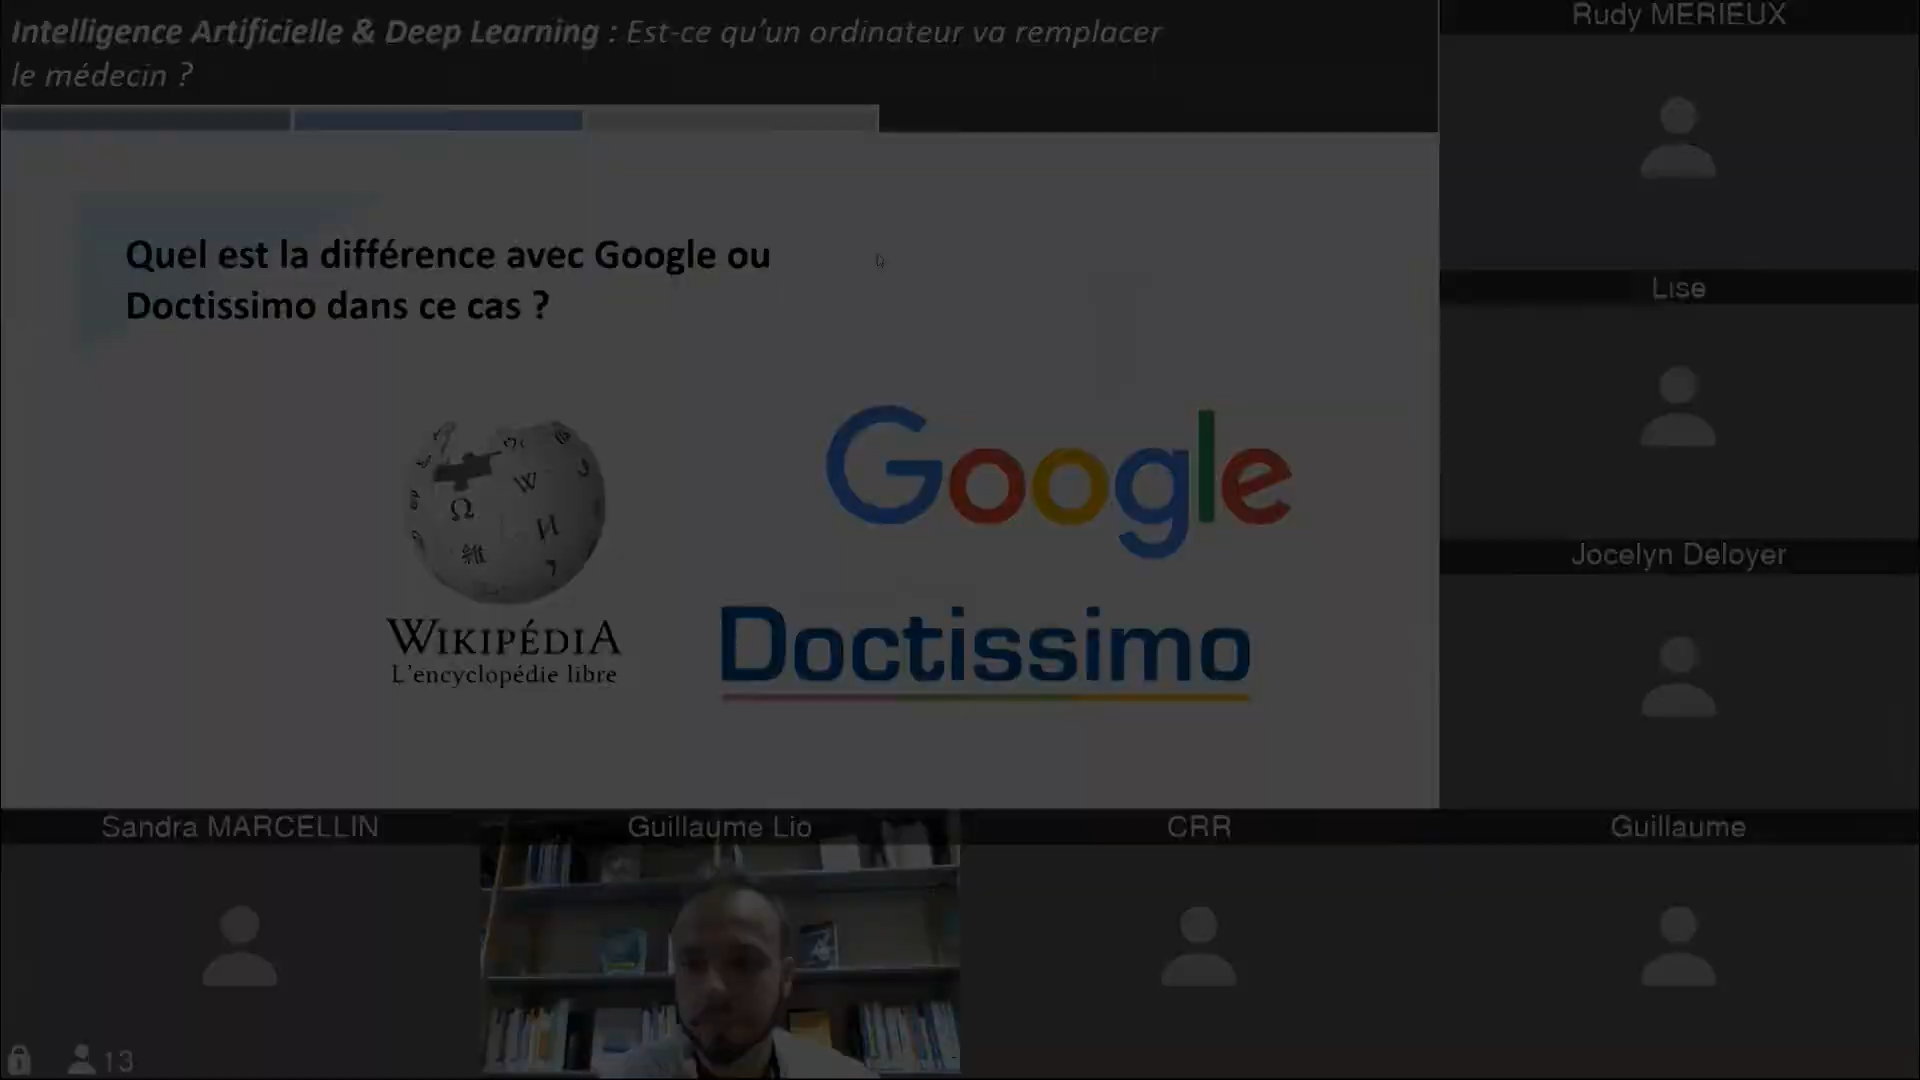 Intelligence Artificielle & Deep Learning : Est-ce qu'un ordinateur va remplacer
le médecin ?
Rudy MERIEUX
Quel est la différence avec Google ou
Doctissimo dans ce cas ?
Lise
Jocelyn Deloyer
Google
WIKIPÉDIA
L'encyclopédie libre
Doctissimo
Sandra MARCELLIN
Guillaume Lio
CRR
Guillaume
13